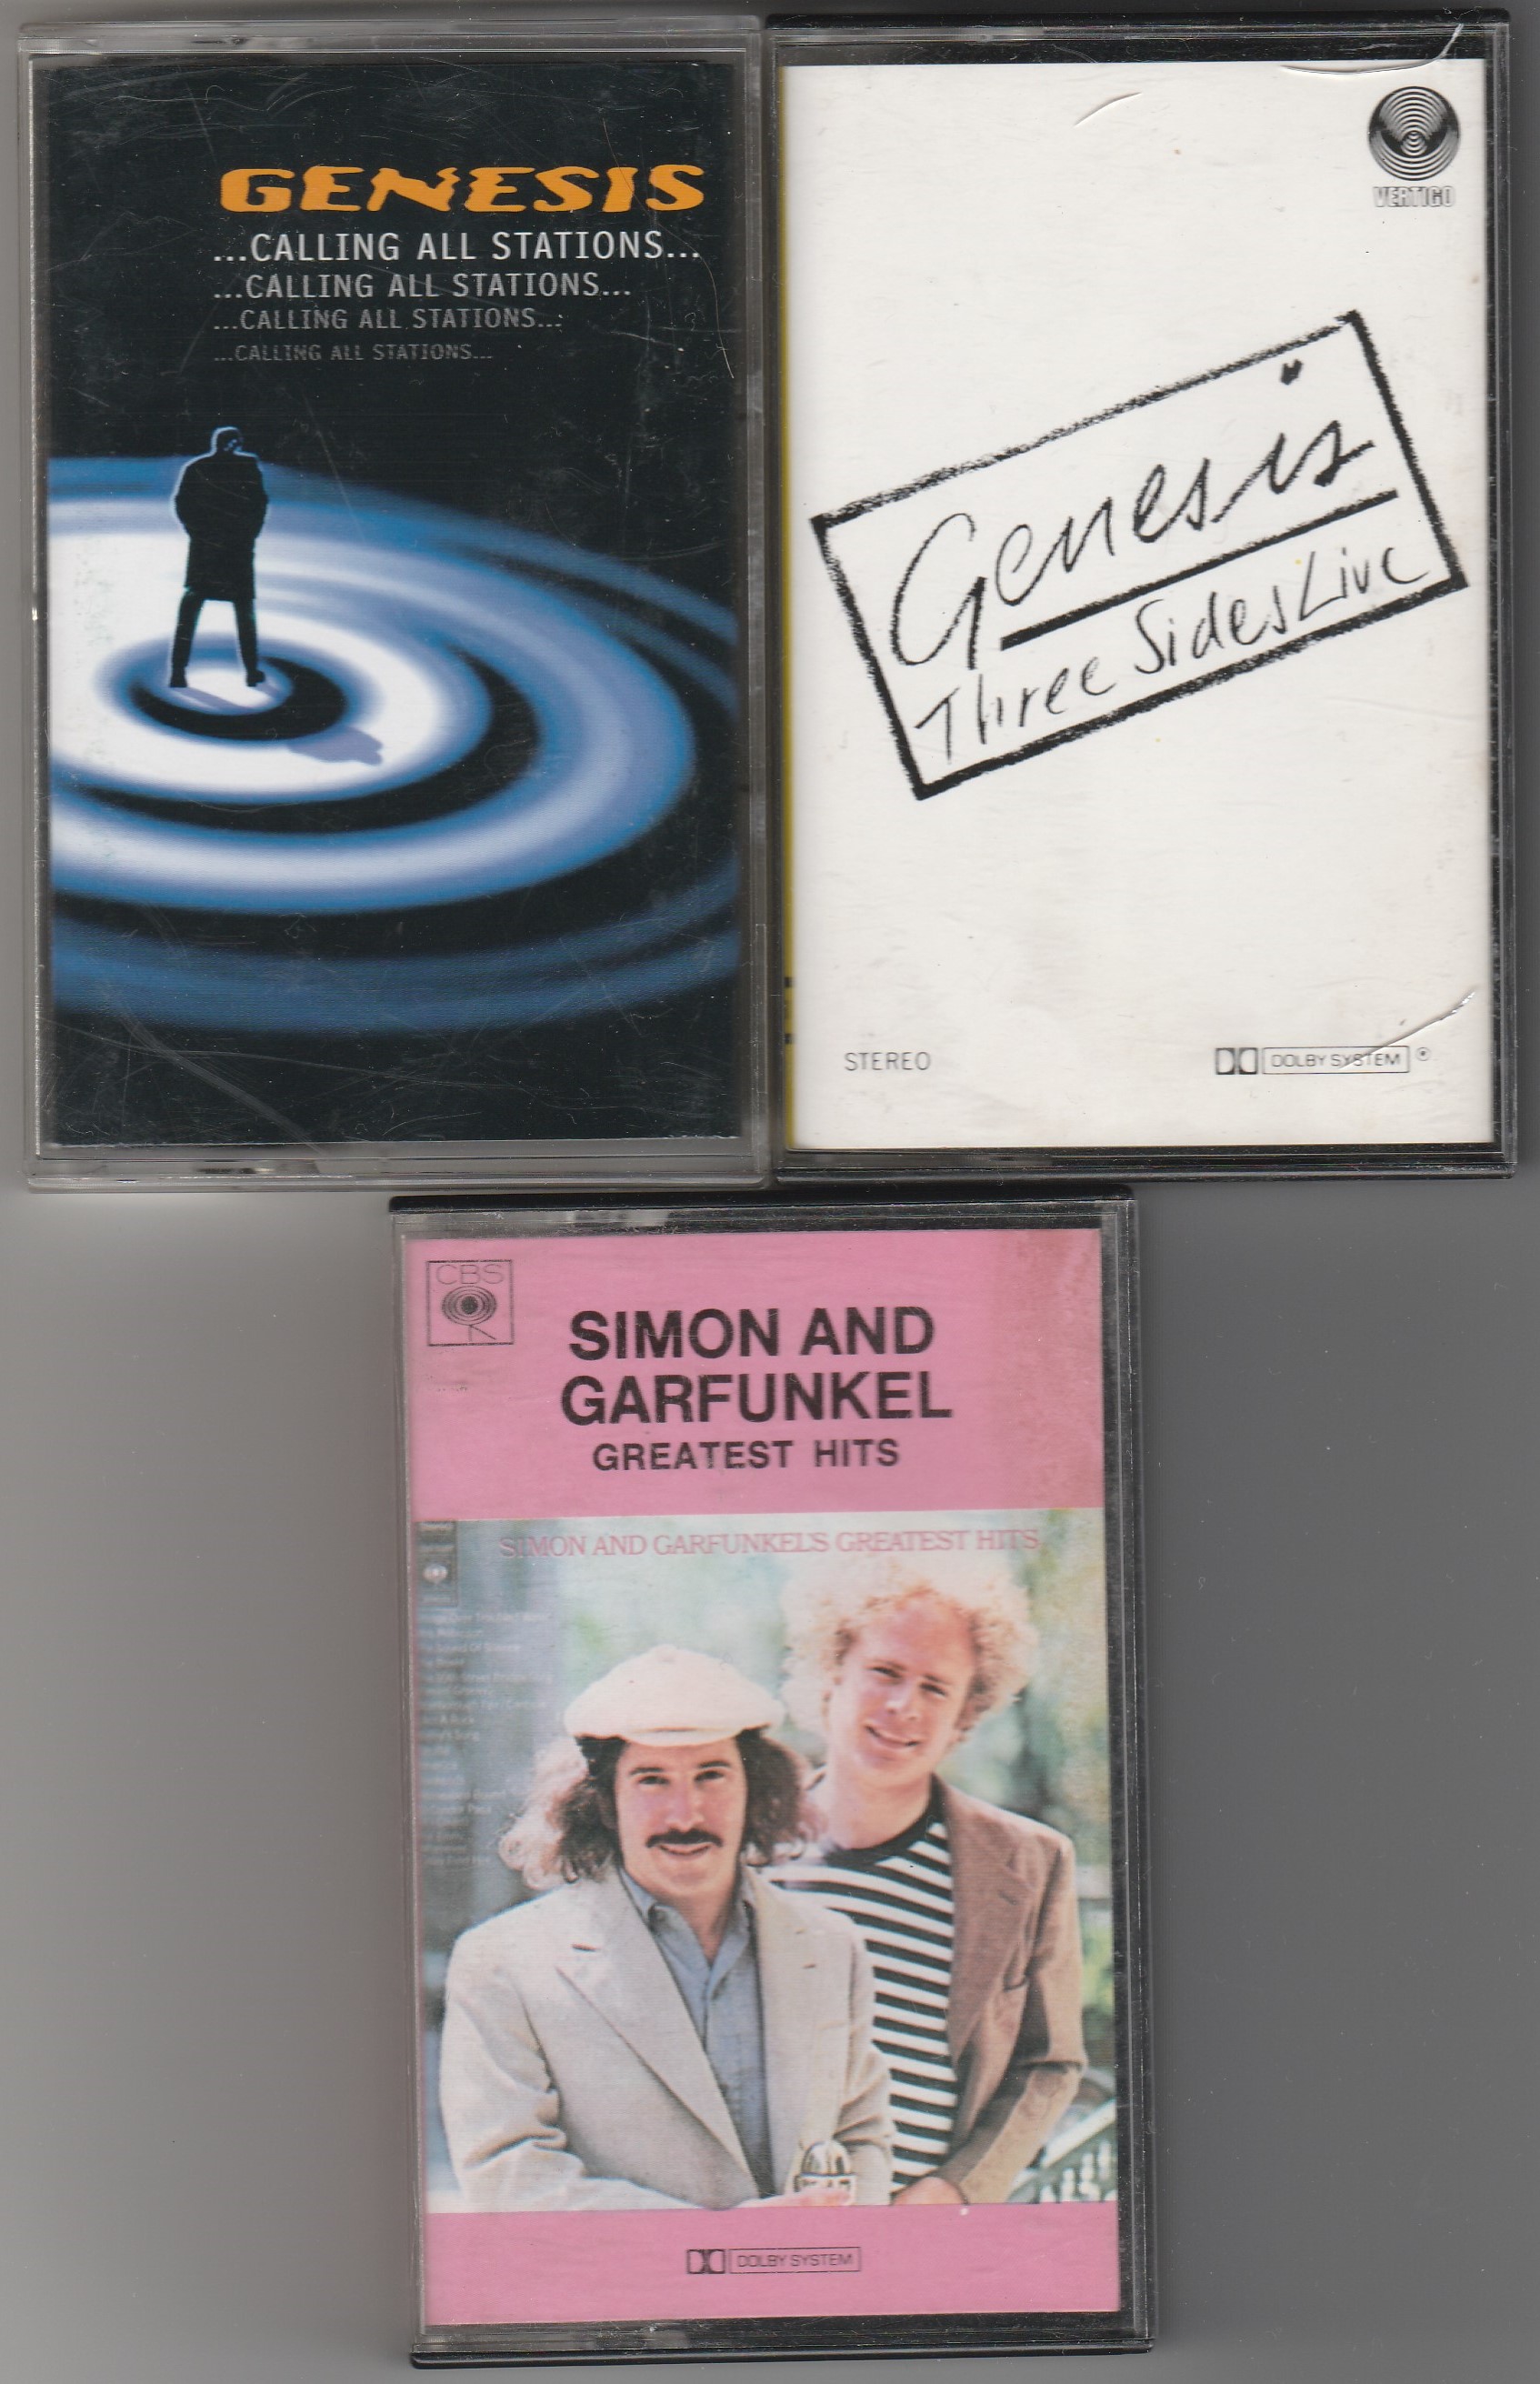 GENESIS
...CALLING ALL STATIONS...
...CALLING ALL STATIONS...
...CALLING ALL STATIONS...
...CALLING ALL STATIONS...
VERTIGO
Genesis
Three Sides Live
STEREO
DOLBY SYSTEM ®
CBS
SIMON AND
GARFUNKEL
GREATEST HITS
SIMON AND GARFUNKEL'S GREATEST HITS
DOLBY SYSTEM